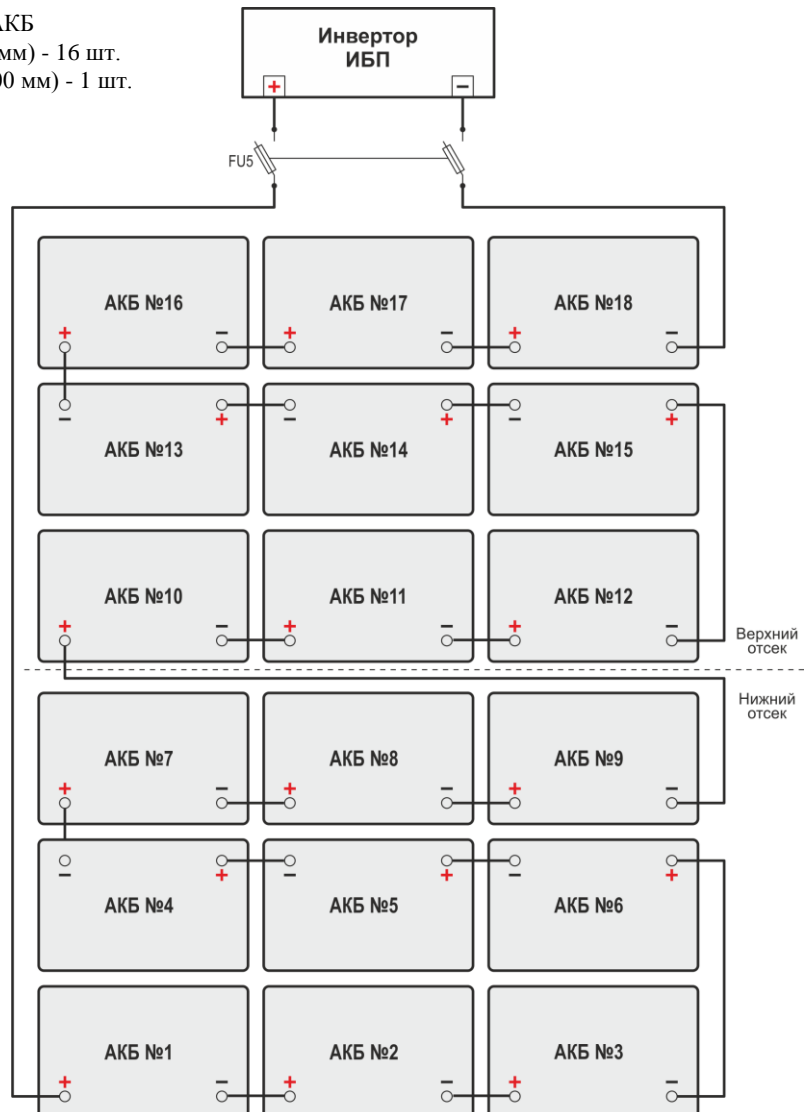 АКБ
мм) - 16 шт.
00 мм) - 1 шт.
Инвертор
ИБП
+ −
FU5
АКБ №16 АКБ №17 АКБ №18
+ − + − + −
− + − + − +
АКБ №13 АКБ №14 АКБ №15
АКБ №10 АКБ №11 АКБ №12
+ − + − + −
Верхний
отсек
Нижний
отсек
АКБ №7 АКБ №8 АКБ №9
+ − + − + −
− + − + − +
АКБ №4 АКБ №5 АКБ №6
АКБ №1 АКБ №2 АКБ №3
+ − + − + −